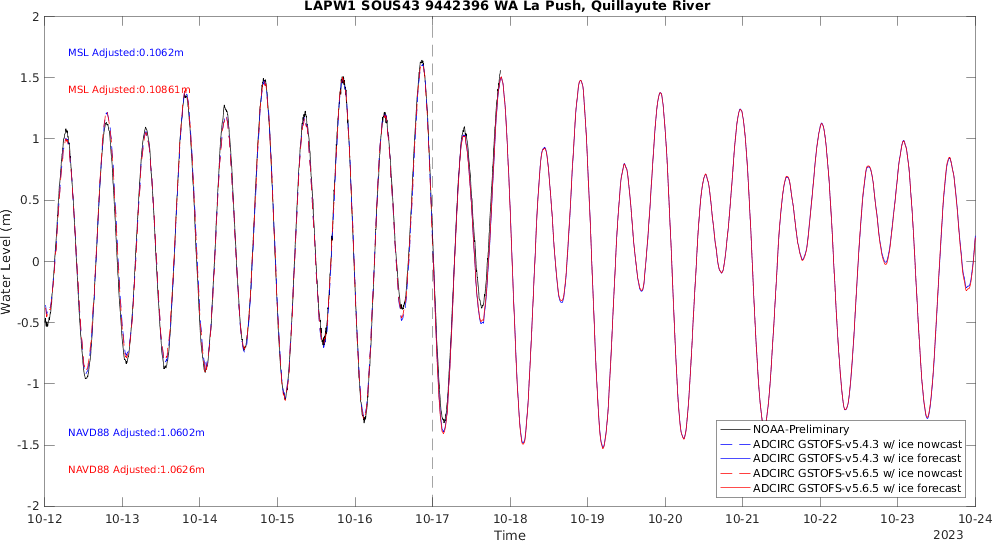 LAPW1 SOUS43 9442396 WA La Push, Quillayute River
2
1.5
1
0.5
0
-0.5
-1
-1.5
-2
Water Level (m)
MSL Adjusted:0.1062m
MSL Adjusted:0.10861m
NAVD88 Adjusted:1.0602m
NAVD88 Adjusted:1.0626m
NOAA-Preliminary
ADCIRC GSTOFS-v5.4.3 w/ ice nowcast
ADCIRC GSTOFS-v5.4.3 w/ ice forecast
ADCIRC GSTOFS-v5.6.5 w/ ice nowcast
ADCIRC GSTOFS-v5.6.5 w/ ice forecast
10-12 10-13 10-14 10-15 10-16 10-17 10-18 10-19 10-20 10-21 10-22 10-23 10-24
Time
2023